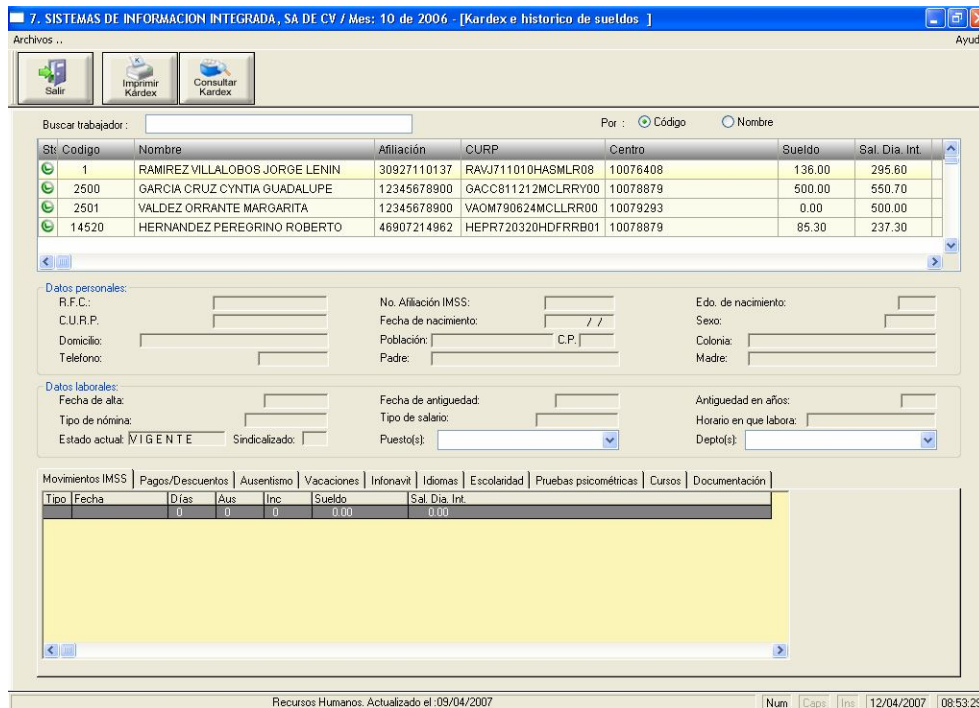 7. SISTEMAS DE INFORMACION INTEGRADA, SA DE CV / Mes: 10 de 2006 - [Kardex e historico de sueldos ]
Archivos .. Ayud
Salir Imprimir Kárdex Consultar Kardex
Buscar trabajador : Por : Código Nombre
Sts Codigo Nombre Afiliación CURP Centro Sueldo Sal. Dia. Int.
1 RAMIREZ VILLALOBOS JORGE LENIN 30927110137 RAVJ711010HASMLR08 10076408 136.00 295.60
2500 GARCIA CRUZ CYNTIA GUADALUPE 12345678900 GACC811212MCLRRY00 10078879 500.00 550.70
2501 VALDEZ ORRANTE MARGARITA 12345678900 VAOM790624MCLLRR00 10079293 0.00 500.00
14520 HERNANDEZ PEREGRINO ROBERTO 46907214962 HEPR720320HDFRRB01 10078879 85.30 237.30
Datos personales:
R.F.C.: No. Afiliación IMSS: Edo. de nacimiento:
C.U.R.P. Fecha de nacimiento: / / Sexo:
Domicilio: Población: C.P. Colonia:
Telefono: Padre: Madre:
Datos laborales:
Fecha de alta: Fecha de antiguedad: Antiguedad en años:
Tipo de nómina: Tipo de salario: Horario en que labora:
Estado actual: VIGENTE Sindicalizado: Puesto(s): Depto(s):
Movimientos IMSS Pagos/Descuentos Ausentismo Vacaciones Infonavit Idiomas Escolaridad Pruebas psicométricas Cursos Documentación
Tipo Fecha Días Aus Inc Sueldo Sal. Dia. Int.
0 0 0 0.00 0.00
Recursos Humanos. Actualizado el :09/04/2007 Num Caps Ins 12/04/2007 08:53:29